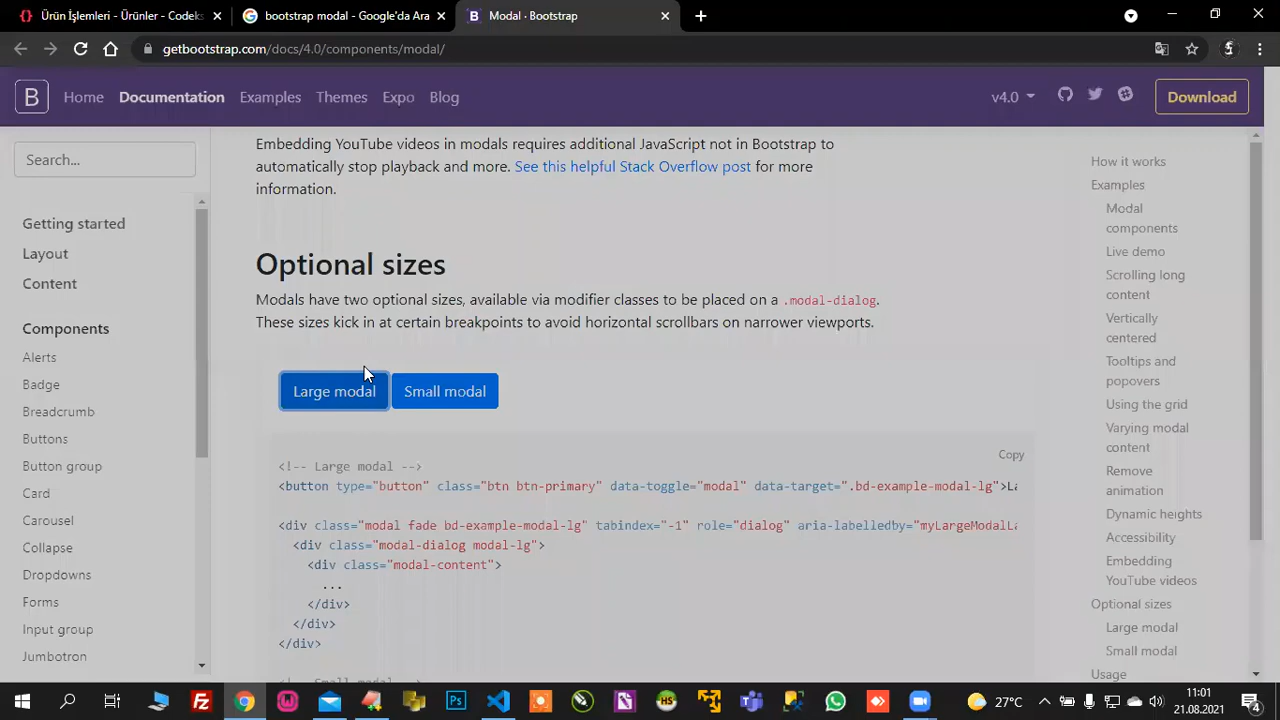 Ürün İşlemleri - Ürünler - Codeks
bootstrap modal - Google'da Ara
Modal · Bootstrap
getbootstrap.com/docs/4.0/components/modal/
B Home Documentation Examples Themes Expo Blog v4.0 Download
Search...
Getting started
Layout
Content
Components
Alerts
Badge
Breadcrumb
Buttons
Button group
Card
Carousel
Collapse
Dropdowns
Forms
Input group
Jumbotron
Embedding YouTube videos in modals requires additional JavaScript not in Bootstrap to
automatically stop playback and more. See this helpful Stack Overflow post for more
information.
Optional sizes
Modals have two optional sizes, available via modifier classes to be placed on a .modal-dialog.
These sizes kick in at certain breakpoints to avoid horizontal scrollbars on narrower viewports.
Large modal Small modal
Copy
<!-- Large modal -->
<button type="button" class="btn btn-primary" data-toggle="modal" data-target=".bd-example-modal-lg">La
<div class="modal fade bd-example-modal-lg" tabindex="-1" role="dialog" aria-labelledby="myLargeModalLa
<div class="modal-dialog modal-lg">
<div class="modal-content">
...
</div>
</div>
</div>
<!-- Small modal -->
How it works
Examples
Modal
components
Live demo
Scrolling long
content
Vertically
centered
Tooltips and
popovers
Using the grid
Varying modal
content
Remove
animation
Dynamic heights
Accessibility
Embedding
YouTube videos
Optional sizes
Large modal
Small modal
Usage
27°C
11:01
21.08.2021
4